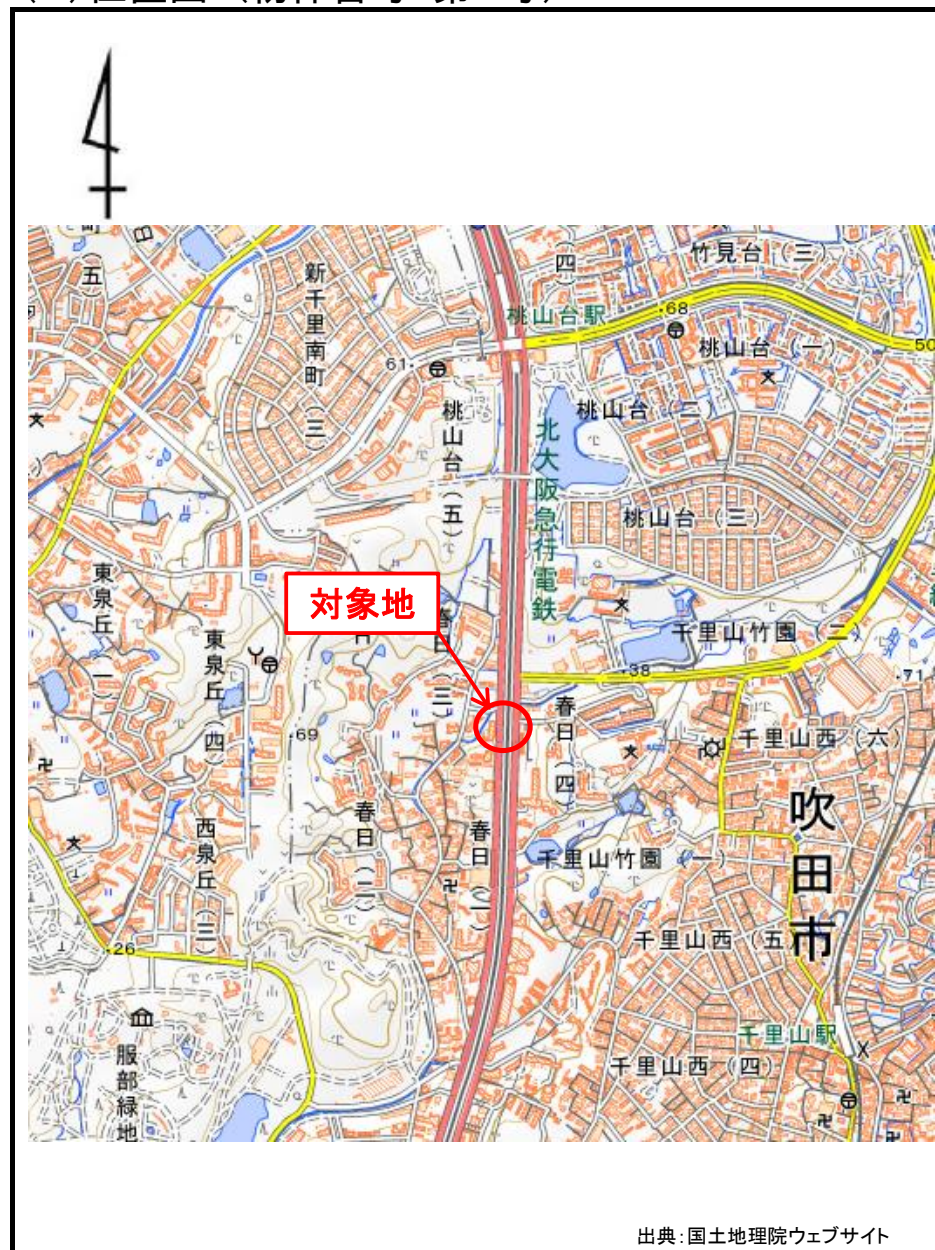 新千里南町(三)
(四)
竹見台(三)
桃山台駅
・68
桃山台(一)
50
61・
桃山台(五)
桃山台(二)
北大阪急行電鉄
桃山台(三)
対象地
東泉丘(一)
東泉丘(四)
春日(三)
千里山竹園(二)
・38
・71
・69
春日(四)
千里山西(六)
吹田市
西泉丘(三)
春日(二)
春日(一)
千里山竹園(一)
千里山西(五)
・26
千里山駅
千里山西(四)
服部緑地
出典:国土地理院ウェブサイト